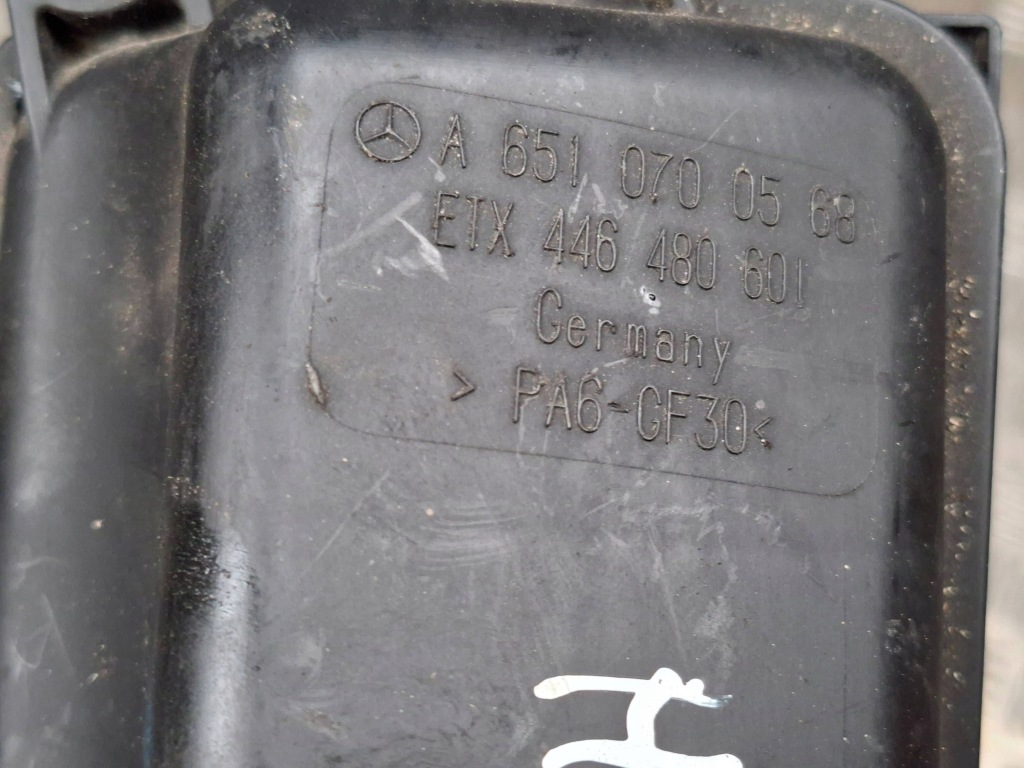 A 651 070 05 68
ETX 446 480 601
Germany
> PA6-GF30<